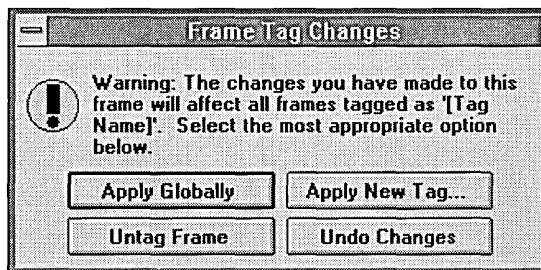 Frame Tag Changes
Warning: The changes you have made to this
frame will affect all frames tagged as '[Tag
Name]'. Select the most appropriate option
below.
Apply Globally
Apply New Tag...
Untag Frame
Undo Changes